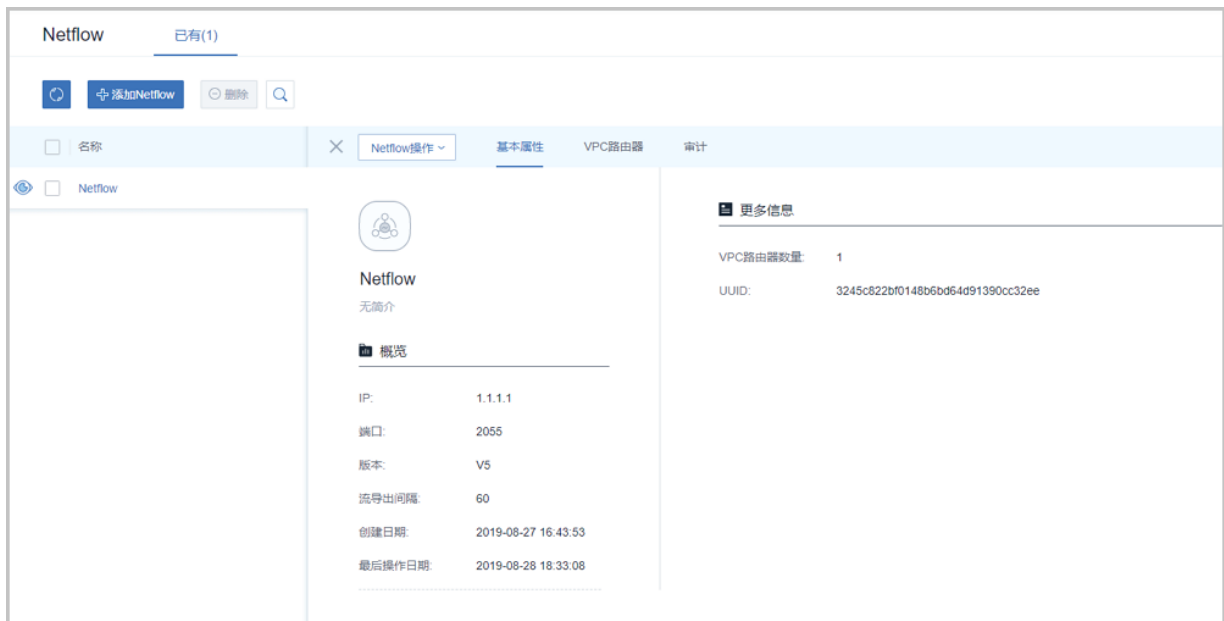 Netflow 已有(1)
添加Netflow 删除
名称 Netflow操作 基本属性 VPC路由器 审计
Netflow
更多信息
VPC路由器数量: 1
Netflow
UUID: 3245c822bf0148b6bd64d91390cc32ee
无简介
概览
IP: 1.1.1.1
端口: 2055
版本: V5
流导出间隔: 60
创建日期: 2019-08-27 16:43:53
最后操作日期: 2019-08-28 18:33:08